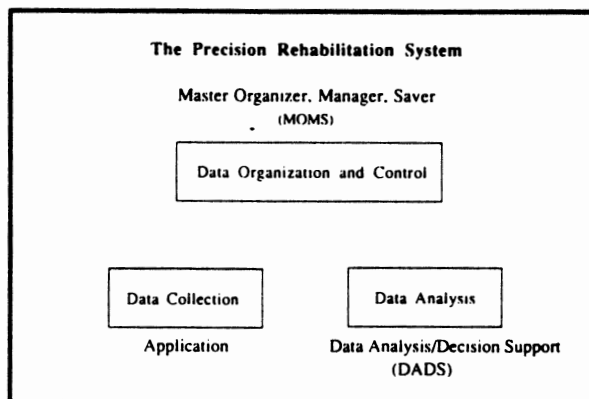 The Precision Rehabilitation System
Master Organizer, Manager, Saver
(MOMS)
Data Organization and Control
Data Collection
Data Analysis
Application
Data Analysis/Decision Support
(DADS)